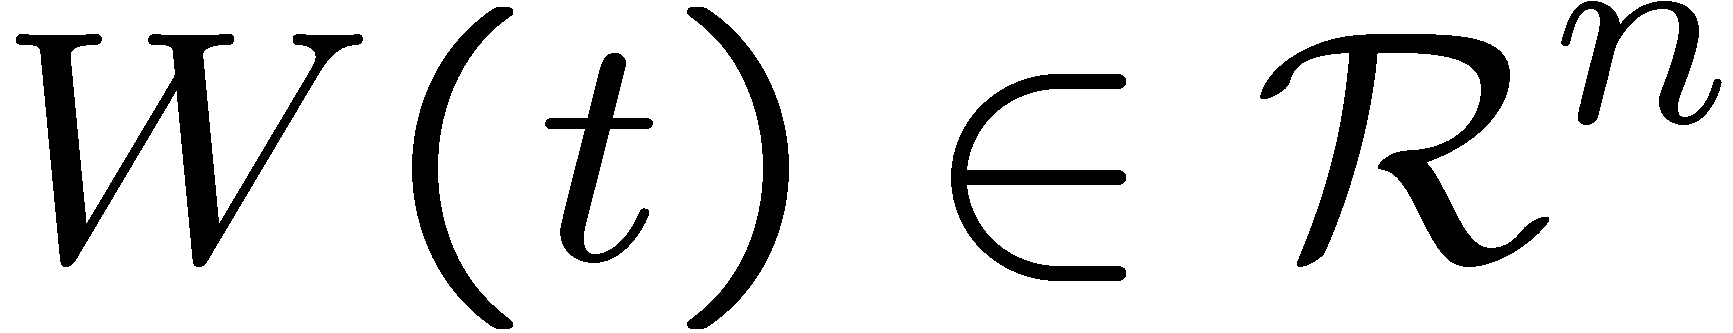 W(t) ∈ ℛⁿ